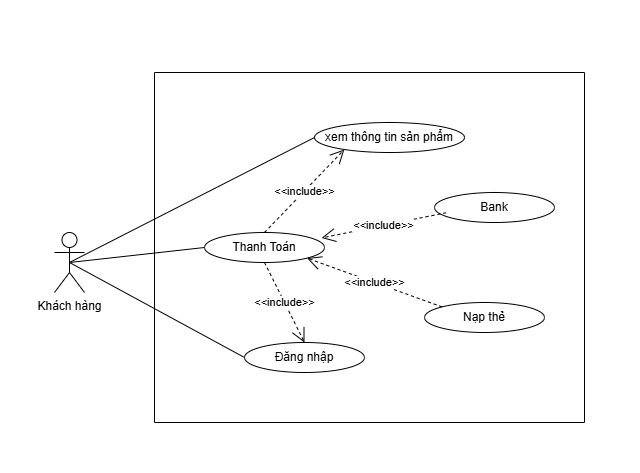 xem thông tin sản phẩm
<<include>>
Bank
<<include>>
Thanh Toán
<<include>>
<<include>>
Khách hàng
Nạp thẻ
Đăng nhập